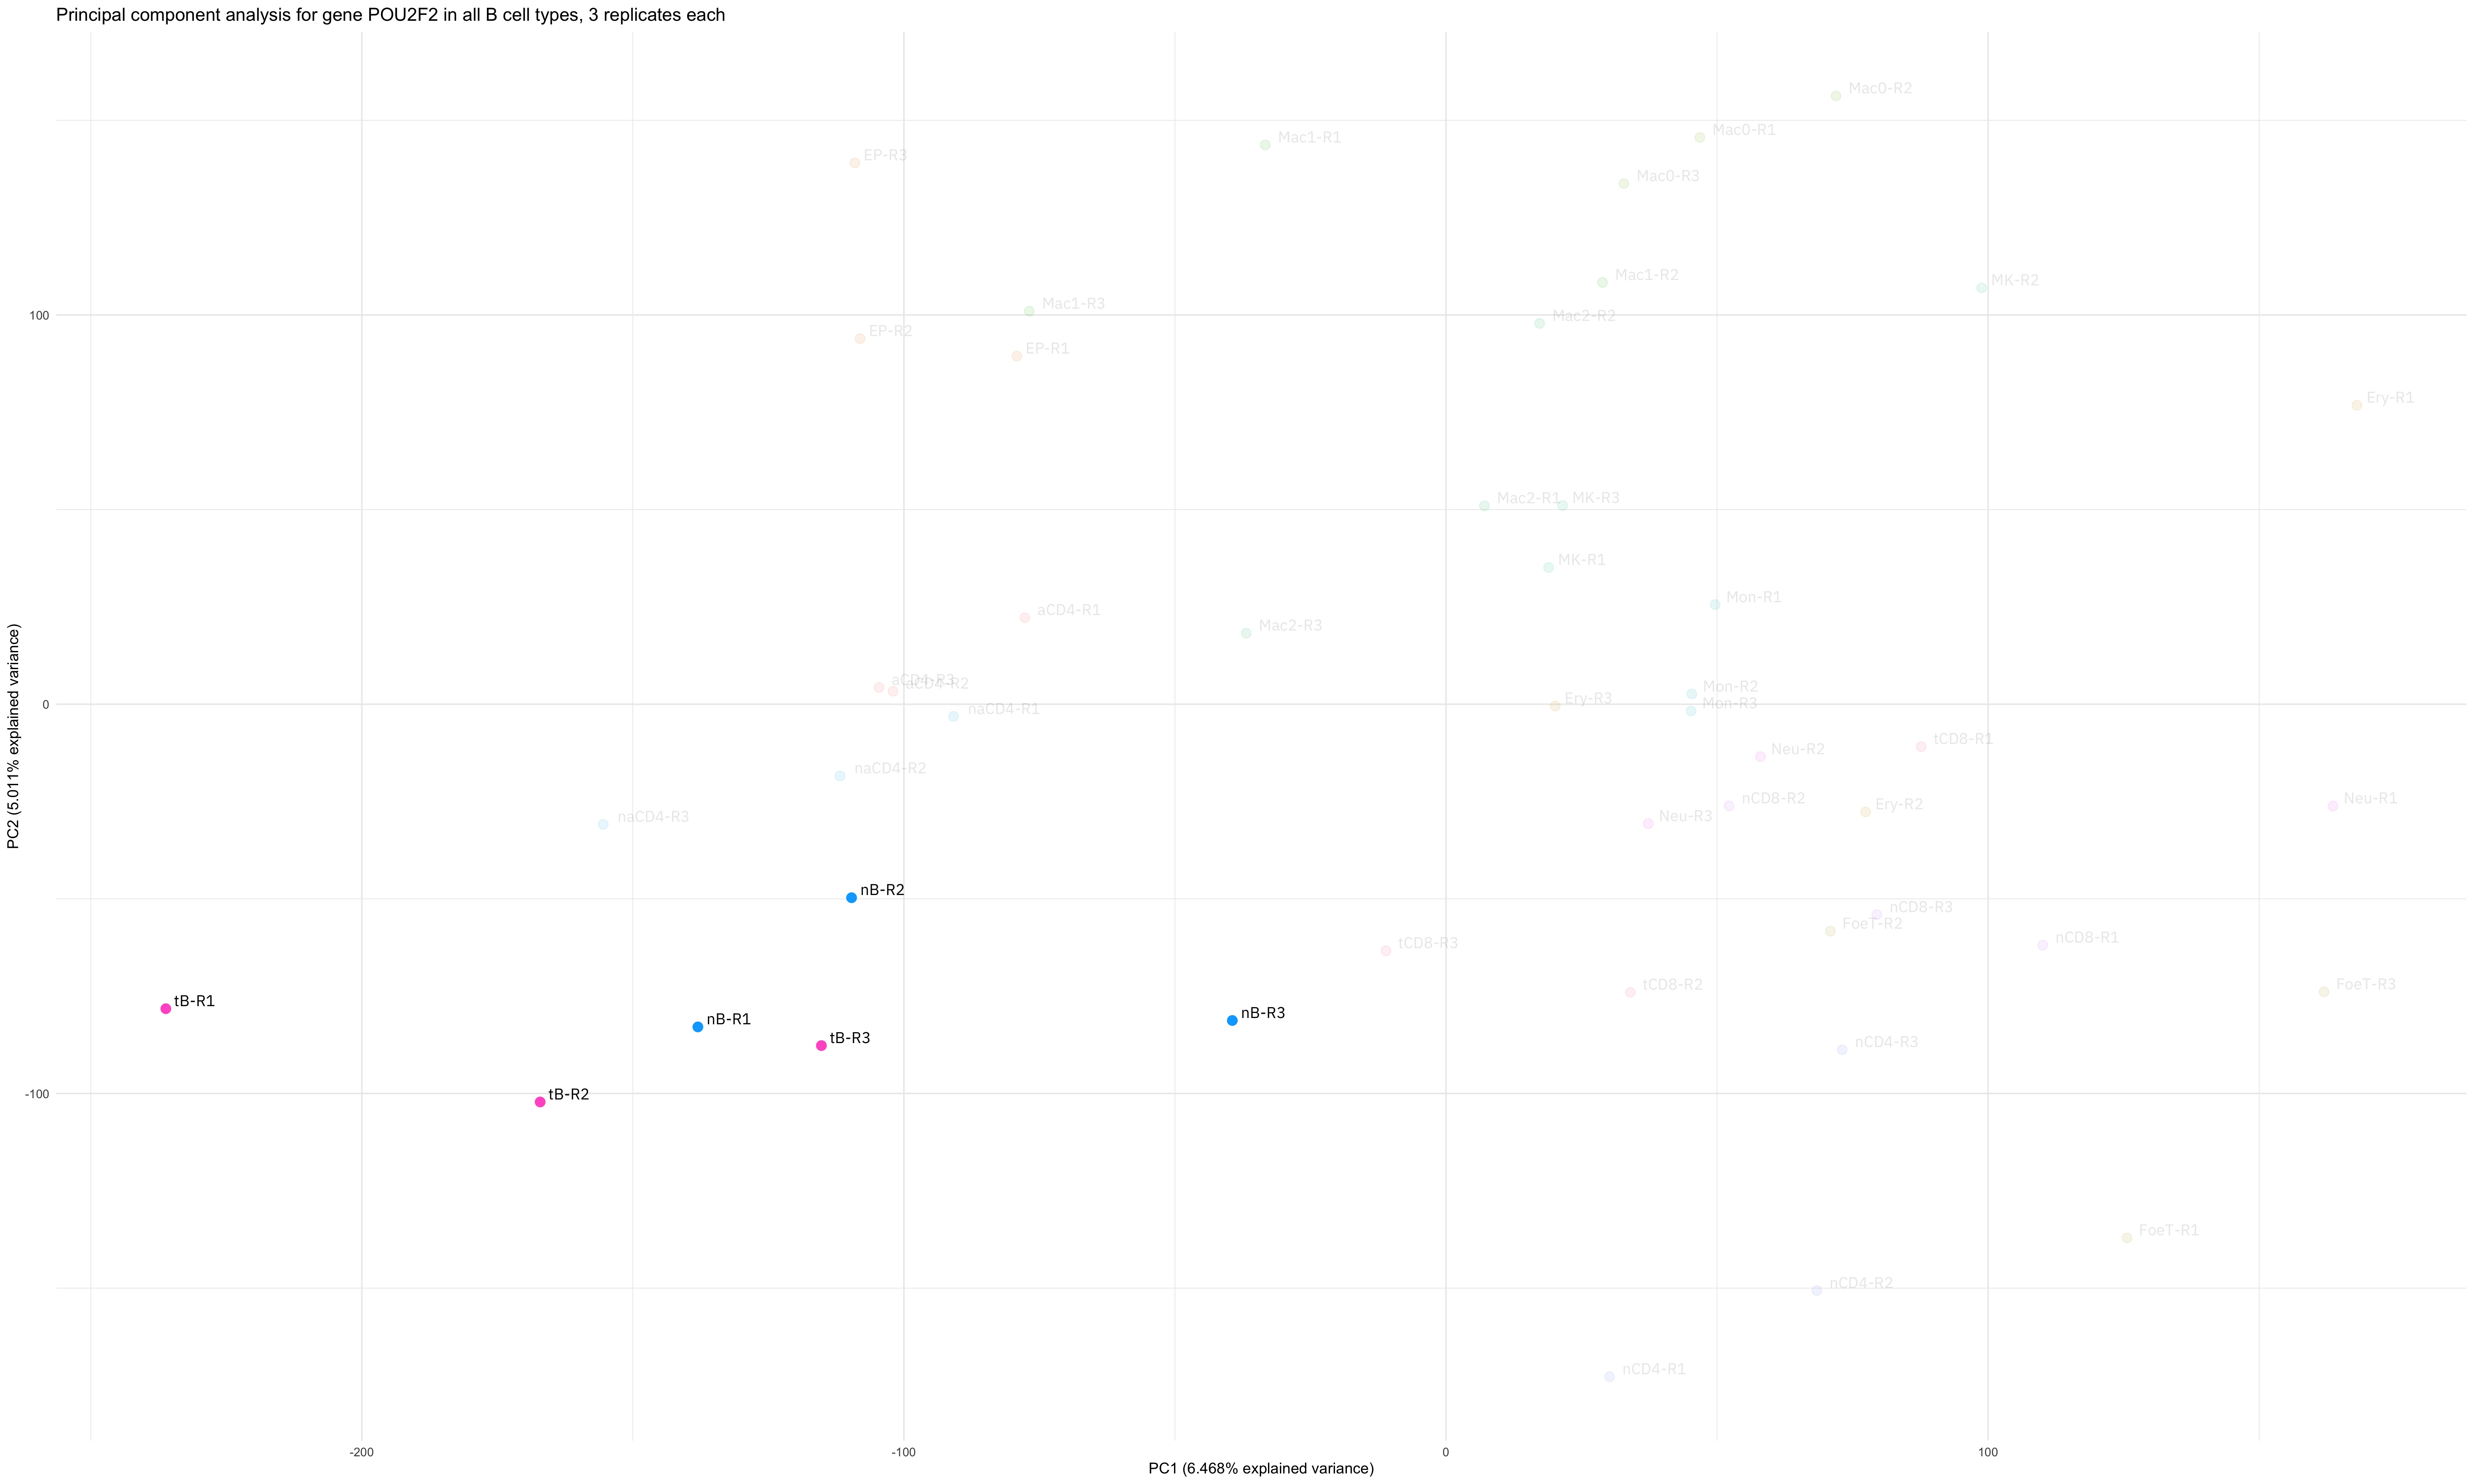 Principal component analysis for gene POU2F2 in all B cell types, 3 replicates each
Mac0-R2
Mac0-R1
Mac1-R1
EP-R3
Mac0-R3
Mac1-R2
MK-R2
Mac1-R3
100
Mac2-R2
EP-R2
EP-R1
Ery-R1
Mac2-R1
MK-R3
MK-R1
Mon-R1
aCD4-R1
Mac2-R3
aCD4-R3
aCD4-R2
Mon-R2
Ery-R3
Mon-R3
0
naCD4-R1
tCD8-R1
Neu-R2
naCD4-R2
nCD8-R2
Neu-R1
Ery-R2
naCD4-R3
Neu-R3
PC2 (5.011% explained variance)
nB-R2
nCD8-R3
FoeT-R2
nCD8-R1
tCD8-R3
tCD8-R2
FoeT-R3
tB-R1
nB-R3
nB-R1
tB-R3
nCD4-R3
-100
tB-R2
FoeT-R1
nCD4-R2
nCD4-R1
-200
-100
0
100
PC1 (6.468% explained variance)